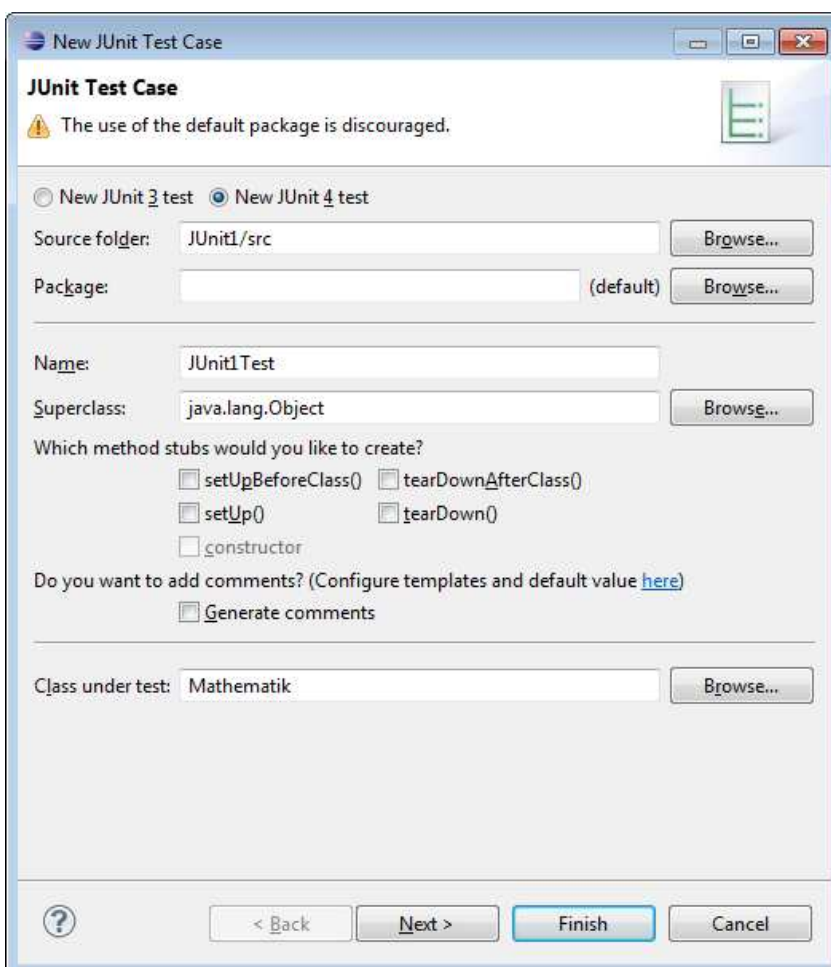 New JUnit Test Case
JUnit Test Case
The use of the default package is discouraged.
New JUnit 3 test New JUnit 4 test
Source folder: JUnit1/src Browse...
Package: (default) Browse...
Name: JUnit1Test
Superclass: java.lang.Object Browse...
Which method stubs would you like to create?
setUpBeforeClass() tearDownAfterClass()
setUp() tearDown()
constructor
Do you want to add comments? (Configure templates and default value here)
Generate comments
Class under test: Mathematik Browse...
? < Back Next > Finish Cancel